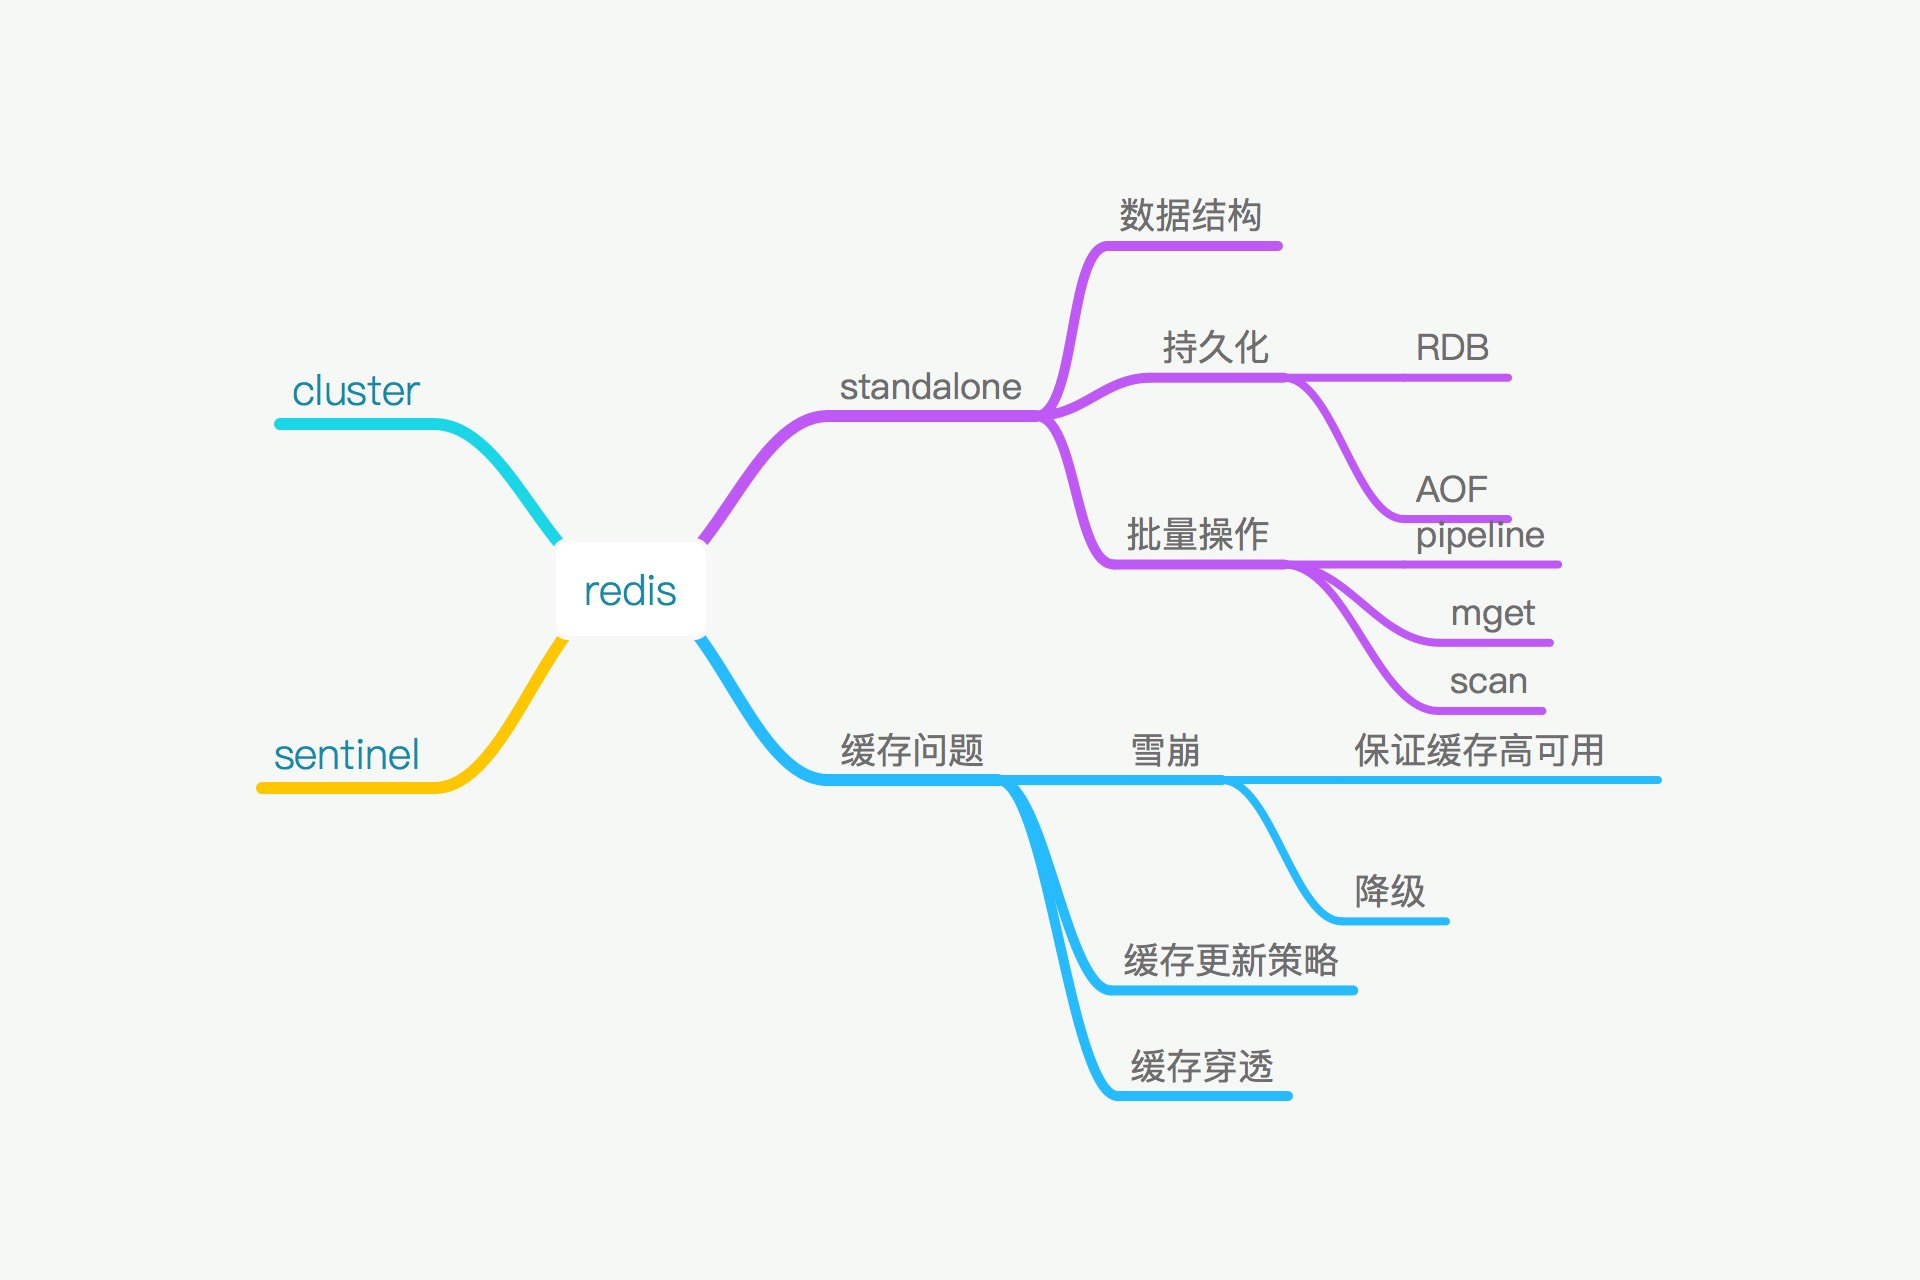 数据结构
持久化
RDB
standalone
cluster
AOF
批量操作
pipeline
redis
mget
scan
缓存问题
雪崩
保证缓存高可用
sentinel
降级
缓存更新策略
缓存穿透